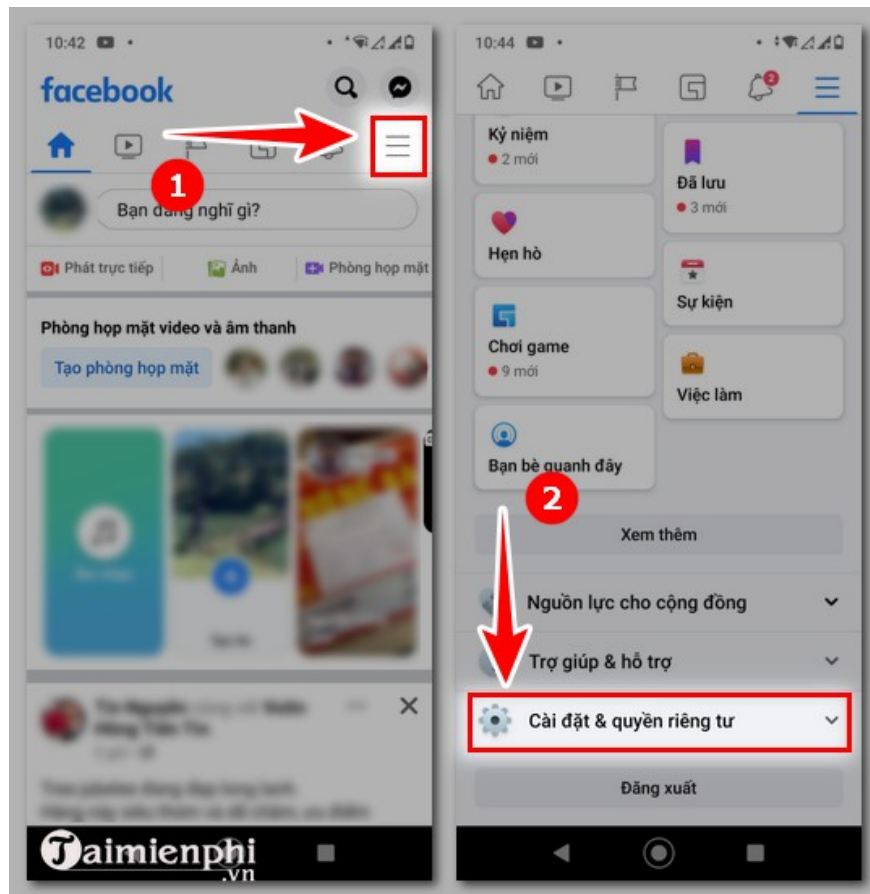 10:42
facebook
1
Bạn đang nghĩ gì?
Phát trực tiếp
Ảnh
Phòng họp mặt
Phòng họp mặt video và âm thanh
Tạo phòng họp mặt
Taimienphi
.vn
10:44
2
Kỷ niệm
2 mới
Đã lưu
3 mới
Hẹn hò
Sự kiện
Chơi game
9 mới
Việc làm
Bạn bè quanh đây
2
Xem thêm
Nguồn lực cho cộng đồng
Trợ giúp & hỗ trợ
Cài đặt & quyền riêng tư
Đăng xuất